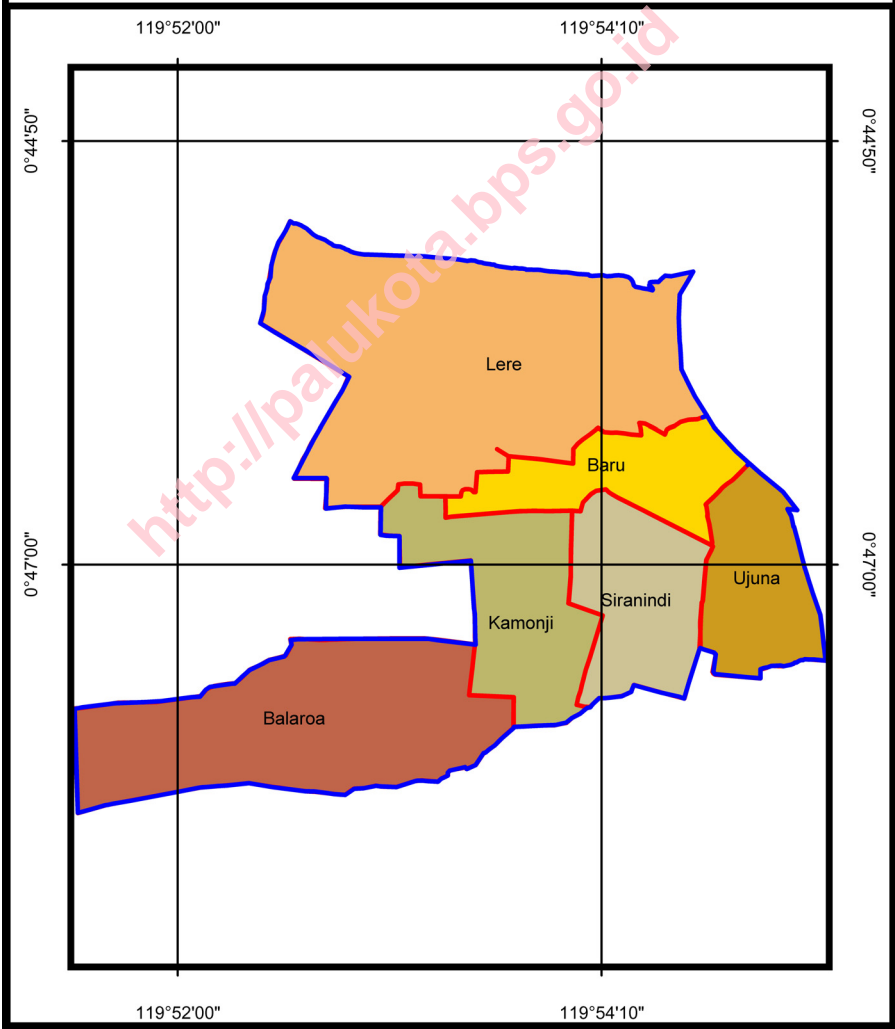 119°52'00"
119°54'10"
0°44'50"
0°44'50"
http://palukota.bps.go.id
Lere
Baru
0°47'00"
0°47'00"
Ujuna
Siranindi
Kamonji
Balaroa
119°52'00"
119°54'10"